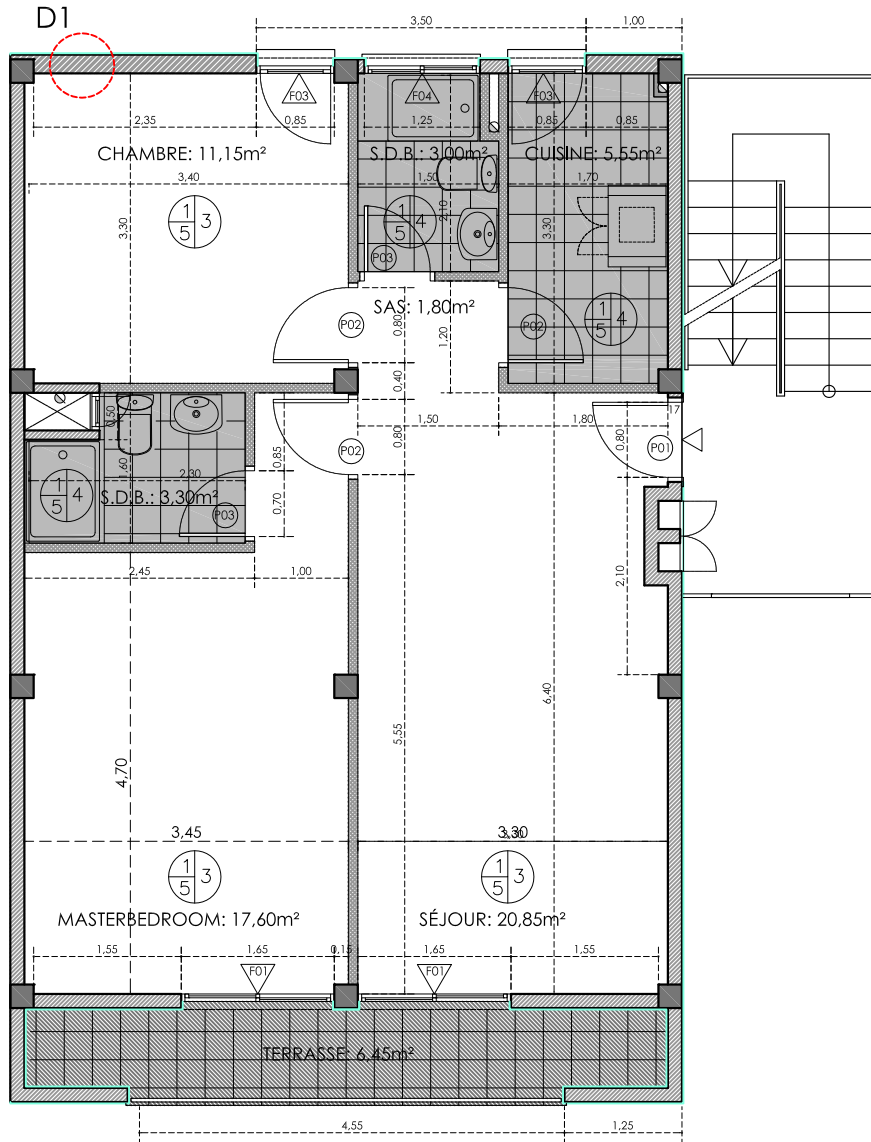 D1
3,50
1,00
F03
F04
F03
2,35
0,85
1,25
0,85
0,85
CHAMBRE: 11,15m²
S.D.B.: 3,00m²
CUISINE: 5,55m²
3,40
1,50
1,70
3,30
2,10
3,30
1 5 3
1 5 4
P03
SAS: 1,80m²
1 5 4
P02
0,80
1,20
P02
0,40
0,50
1,50
1,80
17
0,85
P02
0,80
0,80
P01
1,60
2,30
1 5 4
S.D.B.: 3,30m²
P03
0,70
2,45
1,00
2,10
6,40
5,55
4,70
3,45
3,30
1 5 3
1 5 3
MASTERBEDROOM: 17,60m²
SÉJOUR: 20,85m²
1,55
1,65
0,15
1,65
1,55
F01
F01
TERRASSE: 6,45m²
4,55
1,25